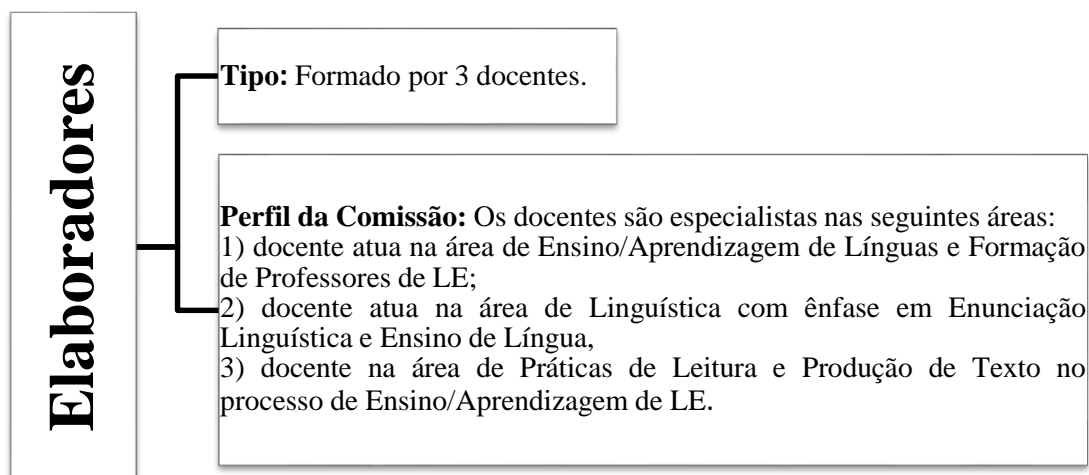 Elaboradores
Tipo: Formado por 3 docentes.
Perfil da Comissão: Os docentes são especialistas nas seguintes áreas:
1) docente atua na área de Ensino/Aprendizagem de Línguas e Formação
de Professores de LE;
2) docente atua na área de Linguística com ênfase em Enunciação
Linguística e Ensino de Língua,
3) docente na área de Práticas de Leitura e Produção de Texto no
processo de Ensino/Aprendizagem de LE.